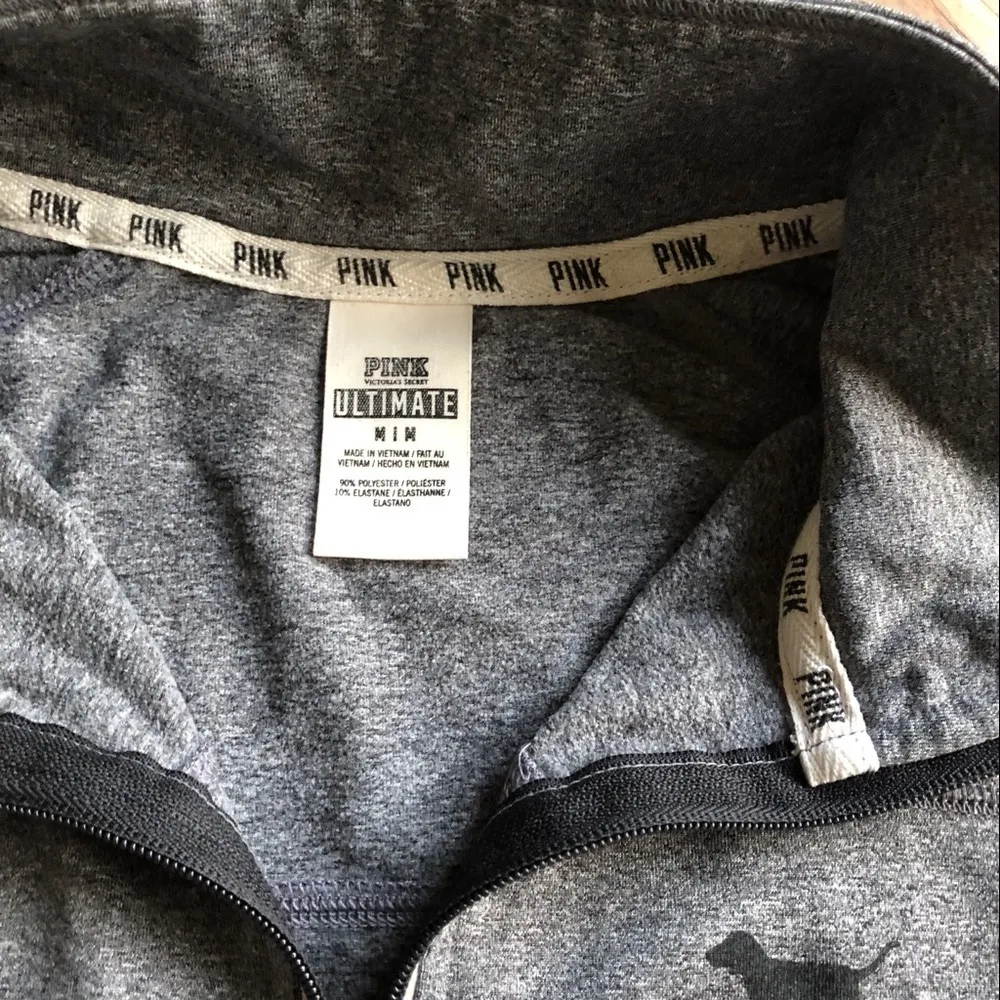 PINK PINK PINK PINK PINK PINK PINK PINK
PINK
VICTORIA'S SECRET
ULTIMATE
M | M
MADE IN VIETNAM / FAIT AU
VIETNAM / HECHO EN VIETNAM
90% POLYESTER / POLIÉSTER
10% ELASTANE / ÉLASTHANNE /
ELASTANO
PINK
PINK